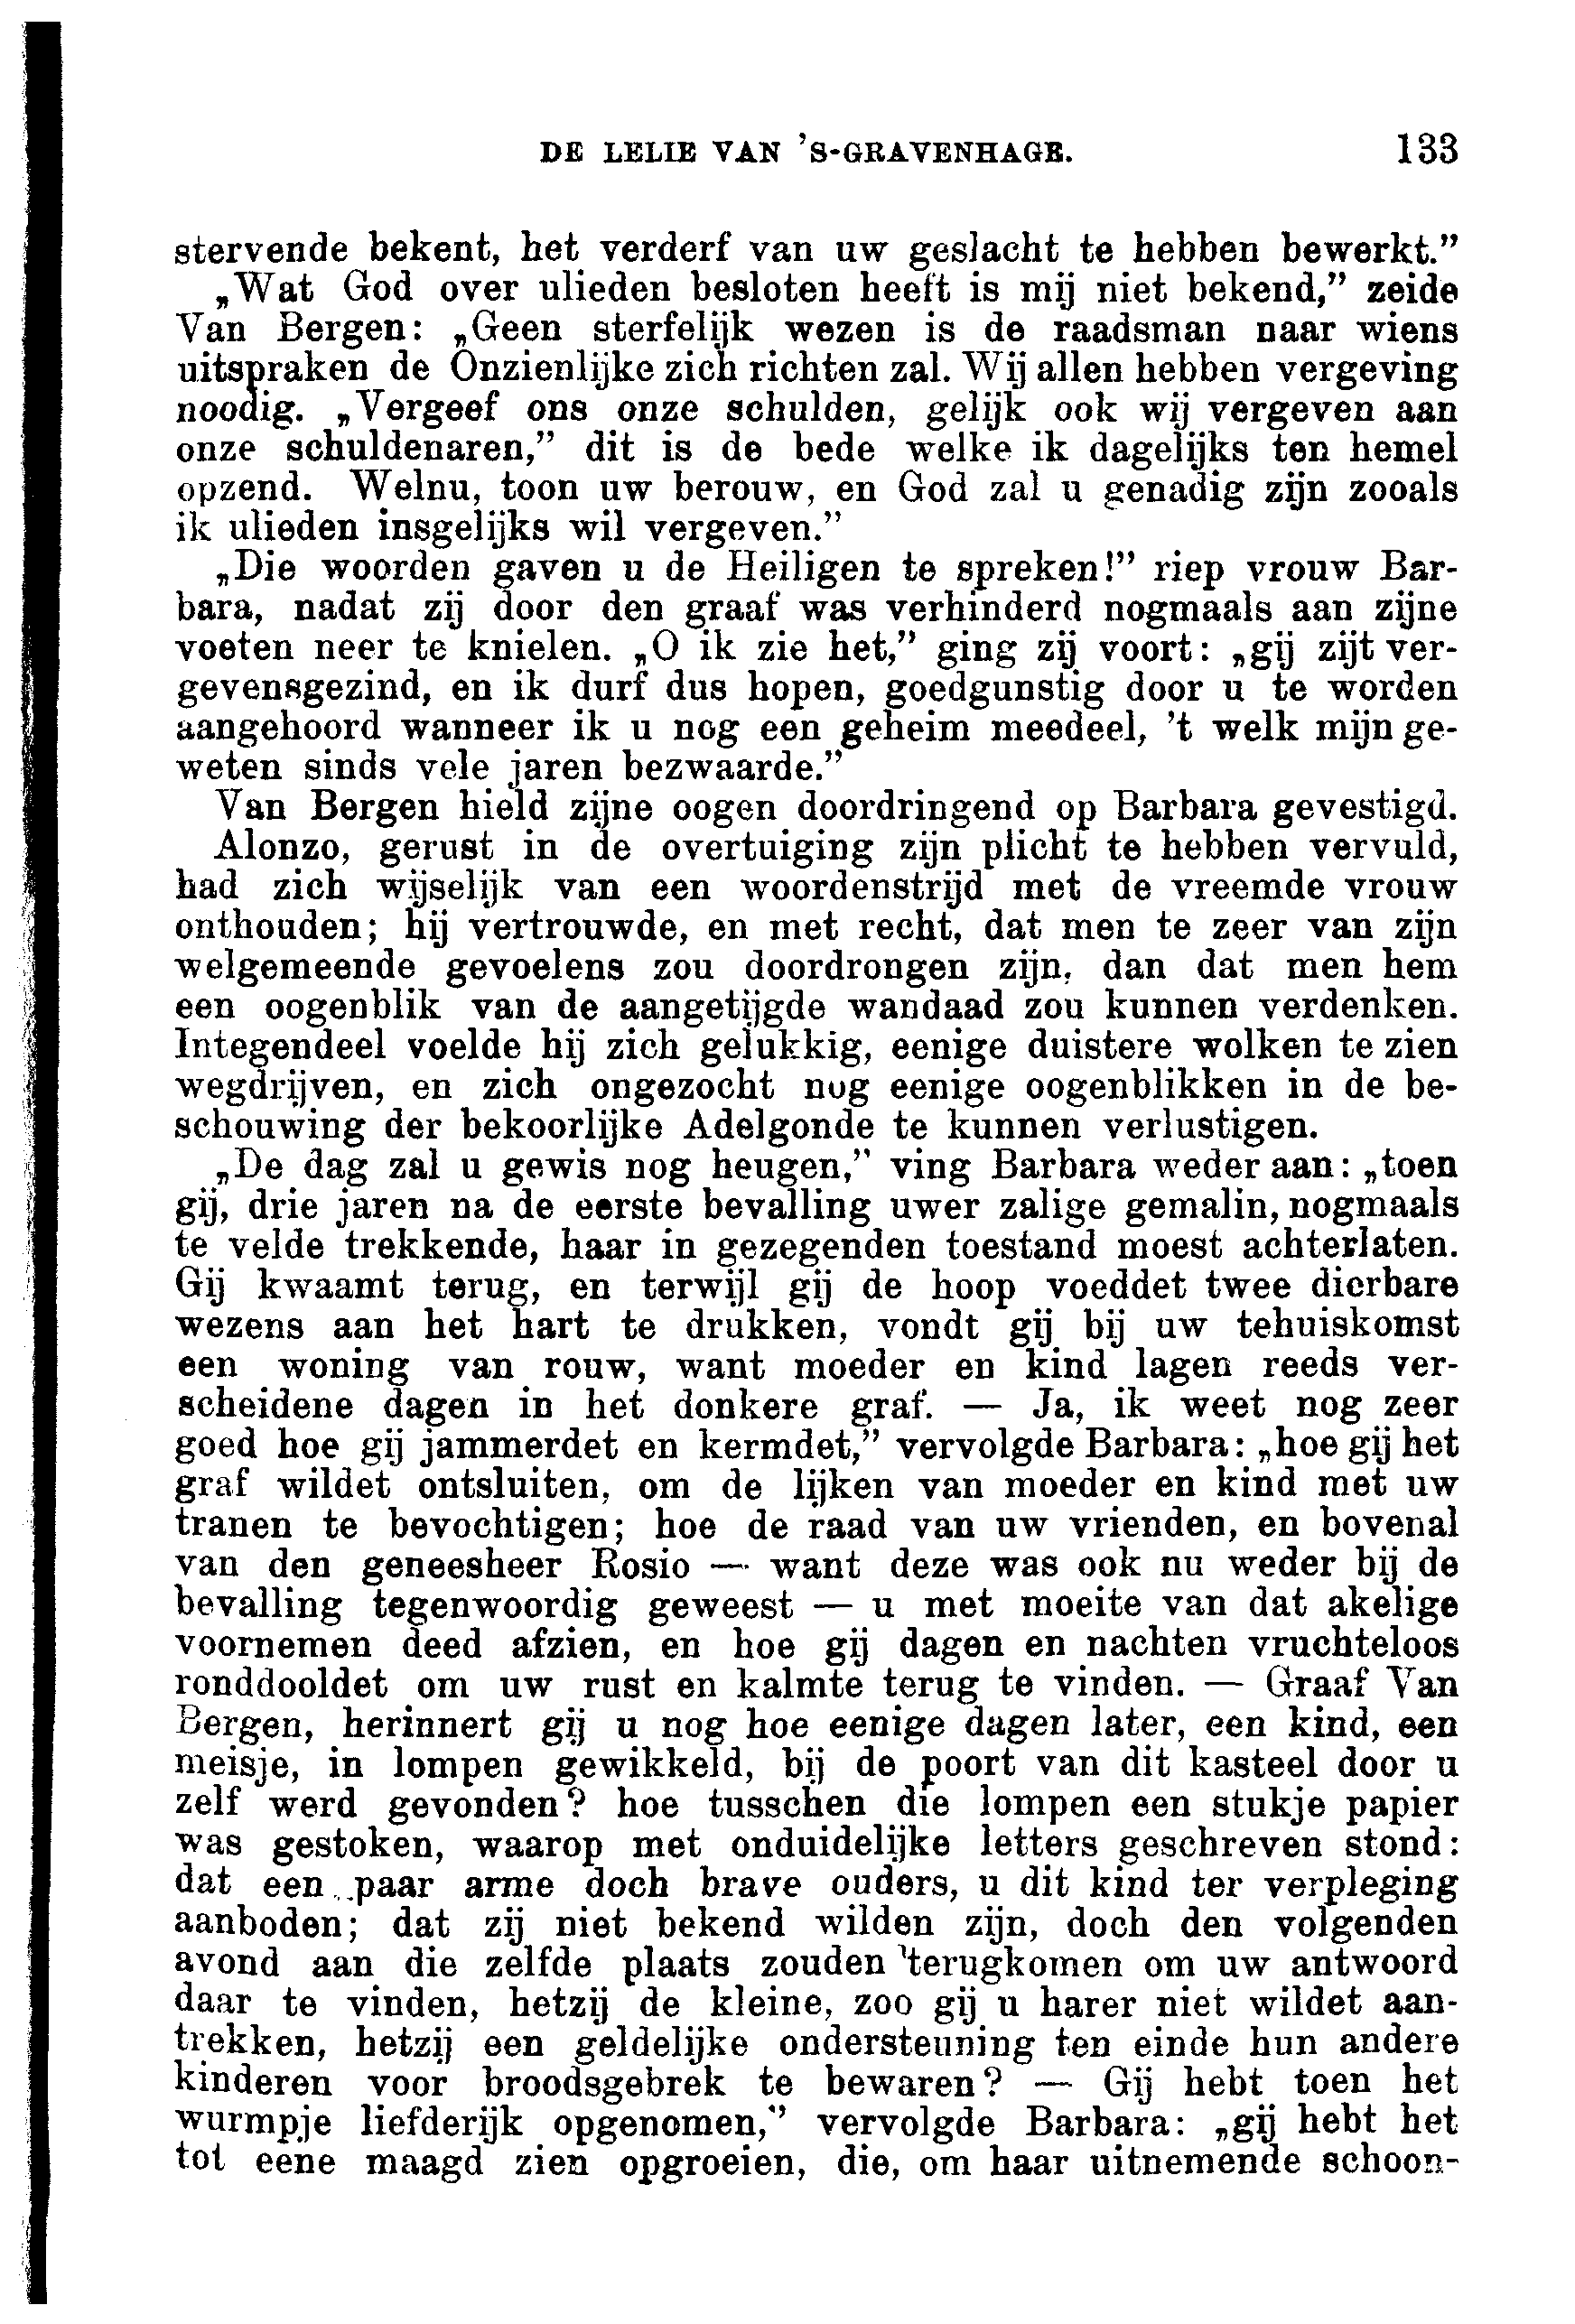 DE LELIE VAN 'S-GRAVENHAGE. 133
stervende bekent, het verderf van uw geslacht te hebben bewerkt.”
„Wat God over ulieden besloten heeft is mij niet bekend,” zeide
Van Bergen: „Geen sterfelijk wezen is de raadsman naar wiens
uitspraken de Onzienlijke zich richten zal. Wij allen hebben vergeving
noodig. „Vergeef ons onze schulden, gelijk ook wij vergeven aan
onze schuldenaren,” dit is de bede welke ik dagelijks ten hemel
opzend. Welnu, toon uw berouw, en God zal u genadig zijn zooals
ik ulieden insgelijks wil vergeven.”
„Die woorden gaven u de Heiligen te spreken!” riep vrouw Bar-
bara, nadat zij door den graaf was verhinderd nogmaals aan zijne
voeten neer te knielen. „O ik zie het,” ging zij voort: „gij zijt ver-
gevensgezind, en ik durf dus hopen, goedgunstig door u te worden
aangehoord wanneer ik u nog een geheim meedeel, 't welk mijn ge-
weten sinds vele jaren bezwaarde.”
Van Bergen hield zijne oogen doordringend op Barbara gevestigd.
Alonzo, gerust in de overtuiging zijn plicht te hebben vervuld,
had zich wijselijk van een woordenstrijd met de vreemde vrouw
onthouden; hij vertrouwde, en met recht, dat men te zeer van zijn
welgemeende gevoelens zou doordrongen zijn, dan dat men hem
een oogenblik van de aangetijgde wandaad zou kunnen verdenken.
Integendeel voelde hij zich gelukkig, eenige duistere wolken te zien
wegdrijven, en zich ongezocht nog eenige oogenblikken in de be-
schouwing der bekoorlijke Adelgonde te kunnen verlustigen.
„De dag zal u gewis nog heugen,” ving Barbara weder aan: „toen
gij, drie jaren na de eerste bevalling uwer zalige gemalin, nogmaals
te velde trekkende, haar in gezegenden toestand moest achterlaten.
Gij kwaamt terug, en terwijl gij de hoop voeddet twee dierbare
wezens aan het hart te drukken, vondt gij bij uw tehuiskomst
een woning van rouw, want moeder en kind lagen reeds ver-
scheidene dagen in het donkere graf. — Ja, ik weet nog zeer
goed hoe gij jammerdet en kermdet,” vervolgde Barbara: „hoe gij het
graf wildet ontsluiten, om de lijken van moeder en kind met uw
tranen te bevochtigen; hoe de raad van uw vrienden, en bovenal
van den geneesheer Rosio — want deze was ook nu weder bij de
bevalling tegenwoordig geweest — u met moeite van dat akelige
voornemen deed afzien, en hoe gij dagen en nachten vruchteloos
ronddooldet om uw rust en kalmte terug te vinden. — Graaf Van
Bergen, herinnert gij u nog hoe eenige dagen later, een kind, een
meisje, in lompen gewikkeld, bij de poort van dit kasteel door u
zelf werd gevonden? hoe tusschen die lompen een stukje papier
was gestoken, waarop met onduidelijke letters geschreven stond:
dat een paar arme doch brave ouders, u dit kind ter verpleging
aanboden; dat zij niet bekend wilden zijn, doch den volgenden
avond aan die zelfde plaats zouden terugkomen om uw antwoord
daar te vinden, hetzij de kleine, zoo gij u harer niet wildet aan-
trekken, hetzij een geldelijke ondersteuning ten einde hun andere
kinderen voor broodsgebrek te bewaren? — Gij hebt toen het
wurmpje liefderijk opgenomen,” vervolgde Barbara: „gij hebt het
tot eene maagd zien opgroeien, die, om haar uitnemende schoon-